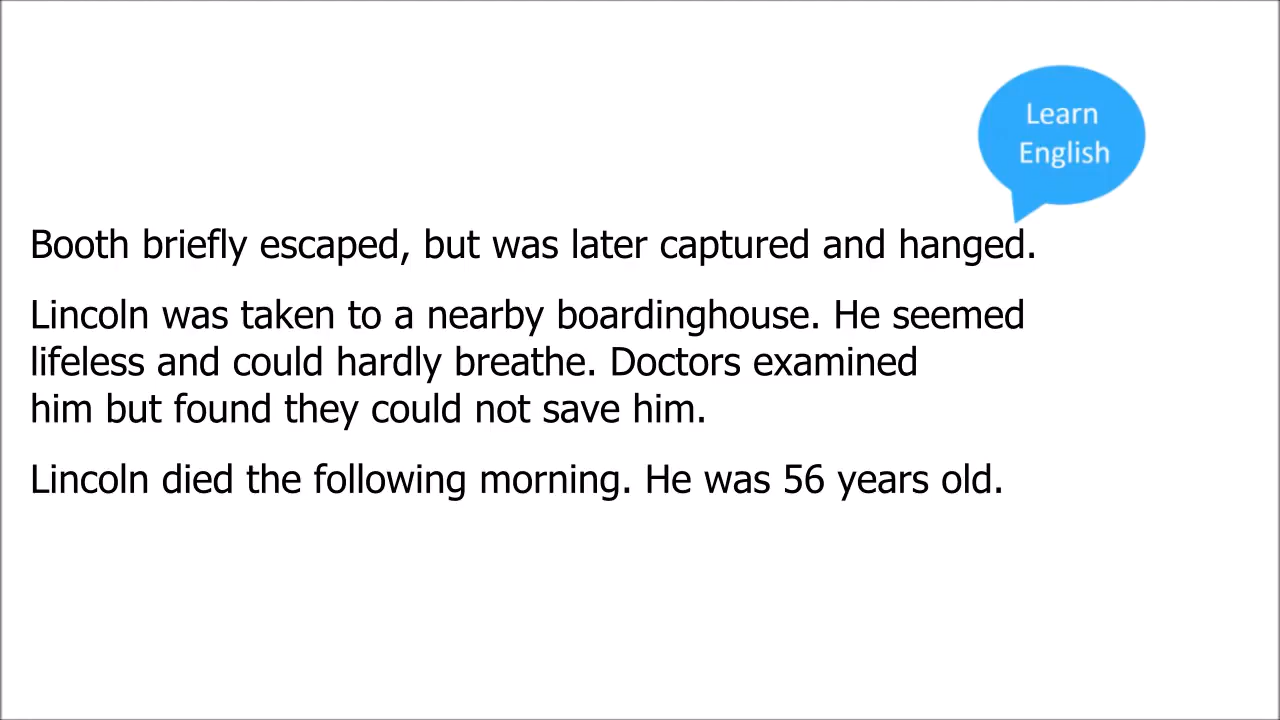 Learn
English
Booth briefly escaped, but was later captured and hanged.
Lincoln was taken to a nearby boardinghouse. He seemed
lifeless and could hardly breathe. Doctors examined
him but found they could not save him.
Lincoln died the following morning. He was 56 years old.